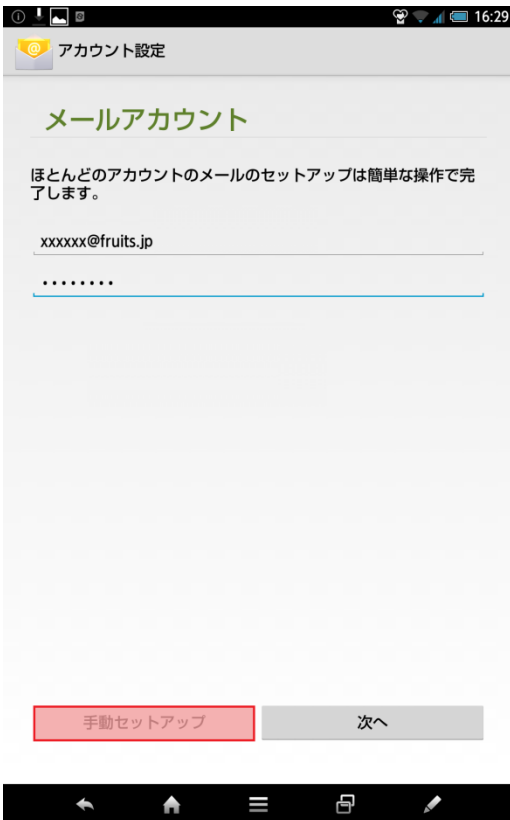 16:29
アカウント設定
メールアカウント
ほとんどのアカウントのメールのセットアップは簡単な操作で完
了します。
xxxxxx@fruits.jp
・・・・・・・・
手動セットアップ
次へ